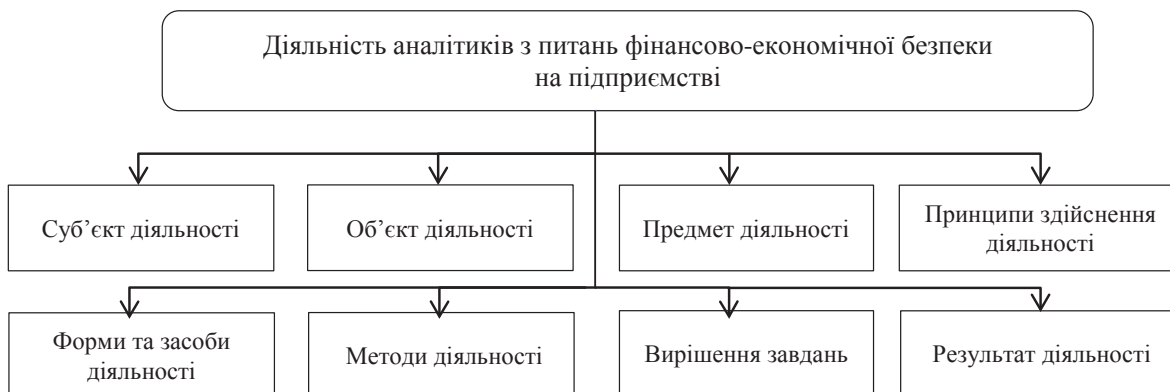 Діяльність аналітиків з питань фінансово-економічної безпеки
на підприємстві
Суб’єкт діяльності
Об’єкт діяльності
Предмет діяльності
Принципи здійснення
діяльності
Форми та засоби
діяльності
Методи діяльності
Вирішення завдань
Результат діяльності